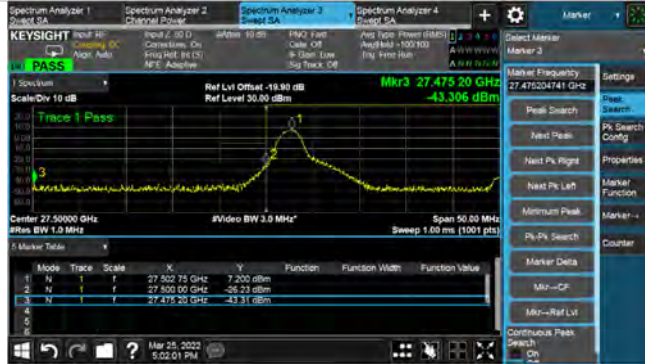 Spectrum Analyzer 1
Swept SA
Spectrum Analyzer 2
Channel Power
Spectrum Analyzer 3
Swept SA
Spectrum Analyzer 4
Swept SA
Marker
KEYSIGHT
Input: RF
Coupling: DC
Align: Auto
Input Z: 50 Ω
Corrections: On
Freq Ref: Int (S)
NFE: Adaptive
#Atten: 10 dB
PNO: Fast
Gate: Off
IF Gain: Low
Sig Track: Off
Avg Type: Power (RMS)
Avg|Hold: >100/100
Trig: Free Run
PASS
Select Marker
Marker 3
Marker Frequency
27.475204741 GHz
Peak Search
Next Peak
Next Pk Right
Next Pk Left
Minimum Peak
Pk-Pk Search
Marker Delta
Mkr→CF
Mkr→Ref Lvl
Continuous Peak
Search
On
Off
Settings
Peak
Search
Pk Search
Config
Properties
Marker
Function
Marker→
Counter
1 Spectrum
Scale/Div 10 dB
Ref Lvl Offset -19.90 dB
Ref Level 30.00 dBm
Mkr3 27.475 20 GHz
-43.306 dBm
Trace 1 Pass
1
2
3
Center 27.50000 GHz
#Res BW 1.0 MHz
#Video BW 3.0 MHz*
Span 50.00 MHz
Sweep 1.00 ms (1001 pts)
5 Marker Table
Mode Trace Scale X Y Function Function Width Function Value
1 N 1 f 27.502 75 GHz 7.200 dBm
2 N 1 f 27.500 00 GHz -26.23 dBm
3 N 1 f 27.475 20 GHz -43.31 dBm
4
5
6
Mar 25, 2022
5:02:01 PM